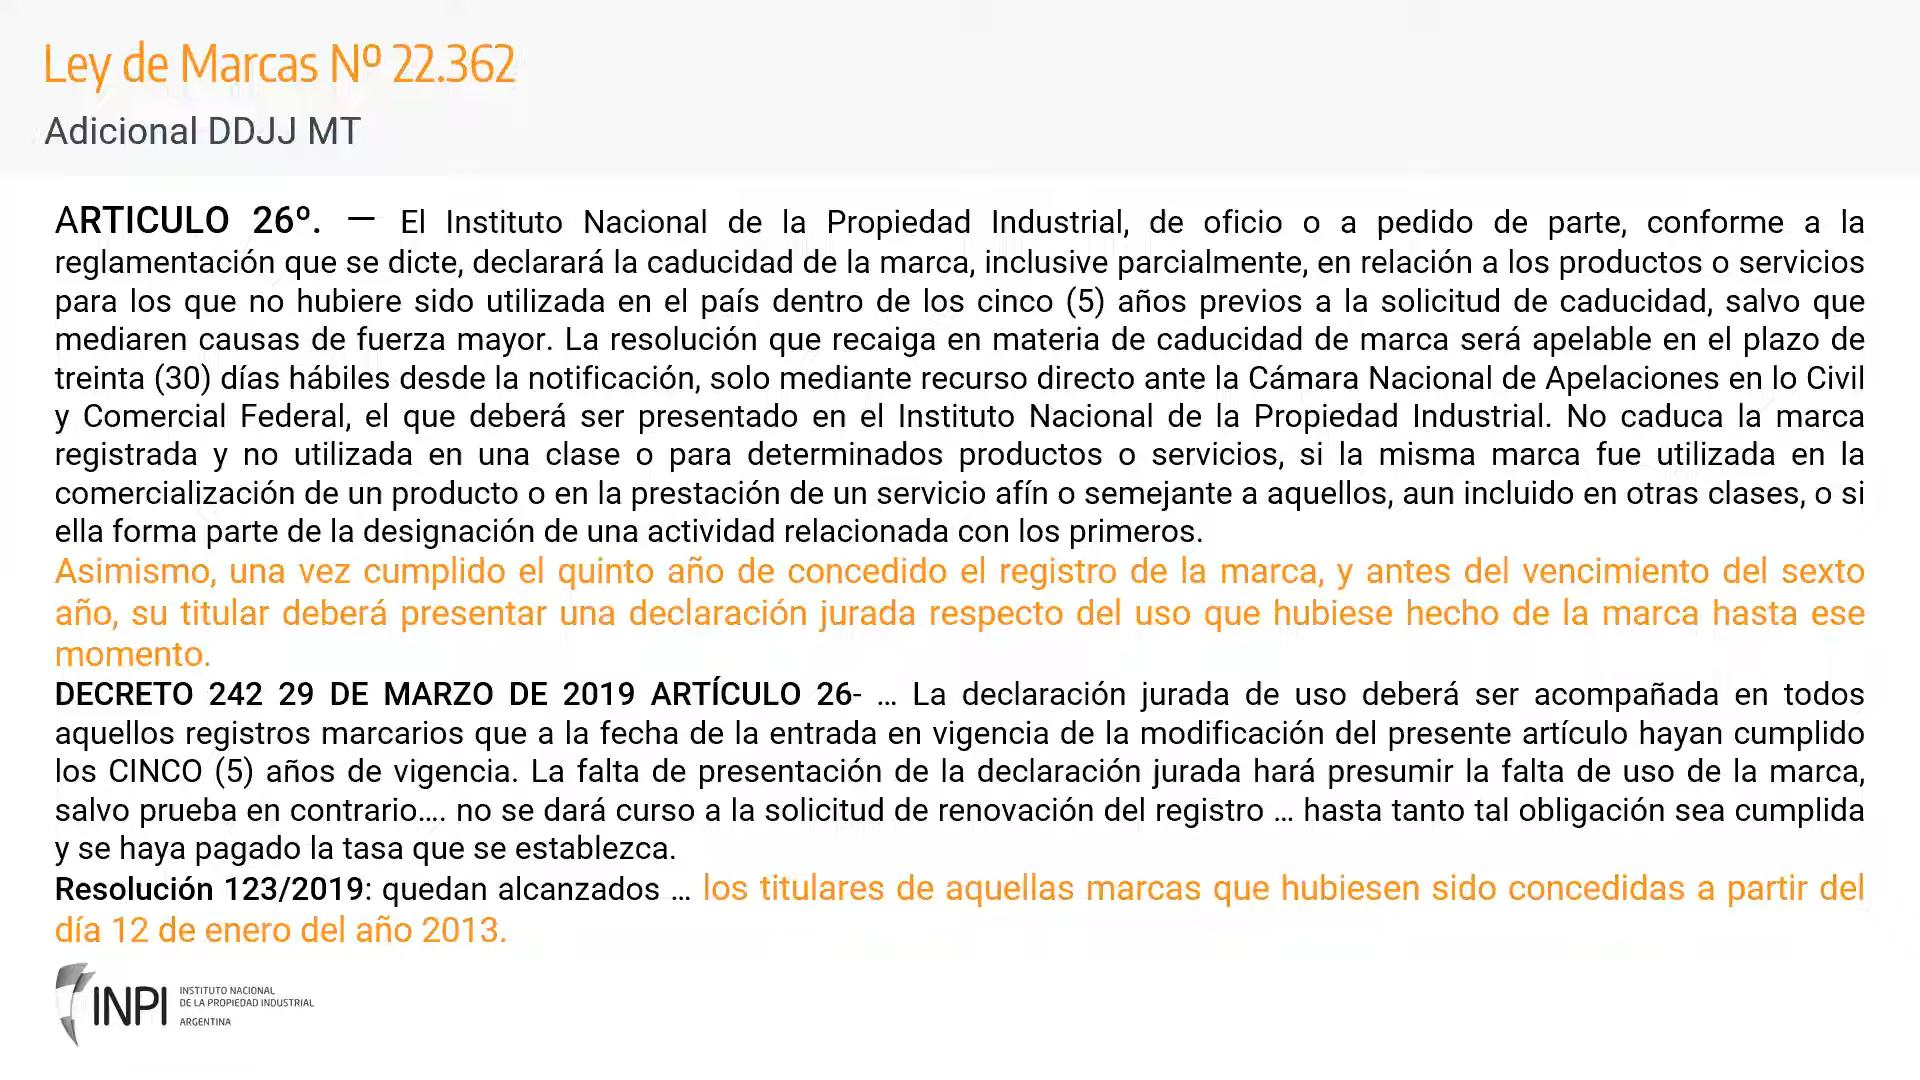 Ley de Marcas Nº 22.362
Adicional DDJJ MT
ARTICULO 26º. — El Instituto Nacional de la Propiedad Industrial, de oficio o a pedido de parte, conforme a la
reglamentación que se dicte, declarará la caducidad de la marca, inclusive parcialmente, en relación a los productos o servicios
para los que no hubiere sido utilizada en el país dentro de los cinco (5) años previos a la solicitud de caducidad, salvo que
mediaren causas de fuerza mayor. La resolución que recaiga en materia de caducidad de marca será apelable en el plazo de
treinta (30) días hábiles desde la notificación, solo mediante recurso directo ante la Cámara Nacional de Apelaciones en lo Civil
y Comercial Federal, el que deberá ser presentado en el Instituto Nacional de la Propiedad Industrial. No caduca la marca
registrada y no utilizada en una clase o para determinados productos o servicios, si la misma marca fue utilizada en la
comercialización de un producto o en la prestación de un servicio afín o semejante a aquellos, aun incluido en otras clases, o si
ella forma parte de la designación de una actividad relacionada con los primeros.
Asimismo, una vez cumplido el quinto año de concedido el registro de la marca, y antes del vencimiento del sexto
año, su titular deberá presentar una declaración jurada respecto del uso que hubiese hecho de la marca hasta ese
momento.
DECRETO 242 29 DE MARZO DE 2019 ARTÍCULO 26- … La declaración jurada de uso deberá ser acompañada en todos
aquellos registros marcarios que a la fecha de la entrada en vigencia de la modificación del presente artículo hayan cumplido
los CINCO (5) años de vigencia. La falta de presentación de la declaración jurada hará presumir la falta de uso de la marca,
salvo prueba en contrario…. no se dará curso a la solicitud de renovación del registro … hasta tanto tal obligación sea cumplida
y se haya pagado la tasa que se establezca.
Resolución 123/2019: quedan alcanzados … los titulares de aquellas marcas que hubiesen sido concedidas a partir del
día 12 de enero del año 2013.
INPI
INSTITUTO NACIONAL
DE LA PROPIEDAD INDUSTRIAL
ARGENTINA